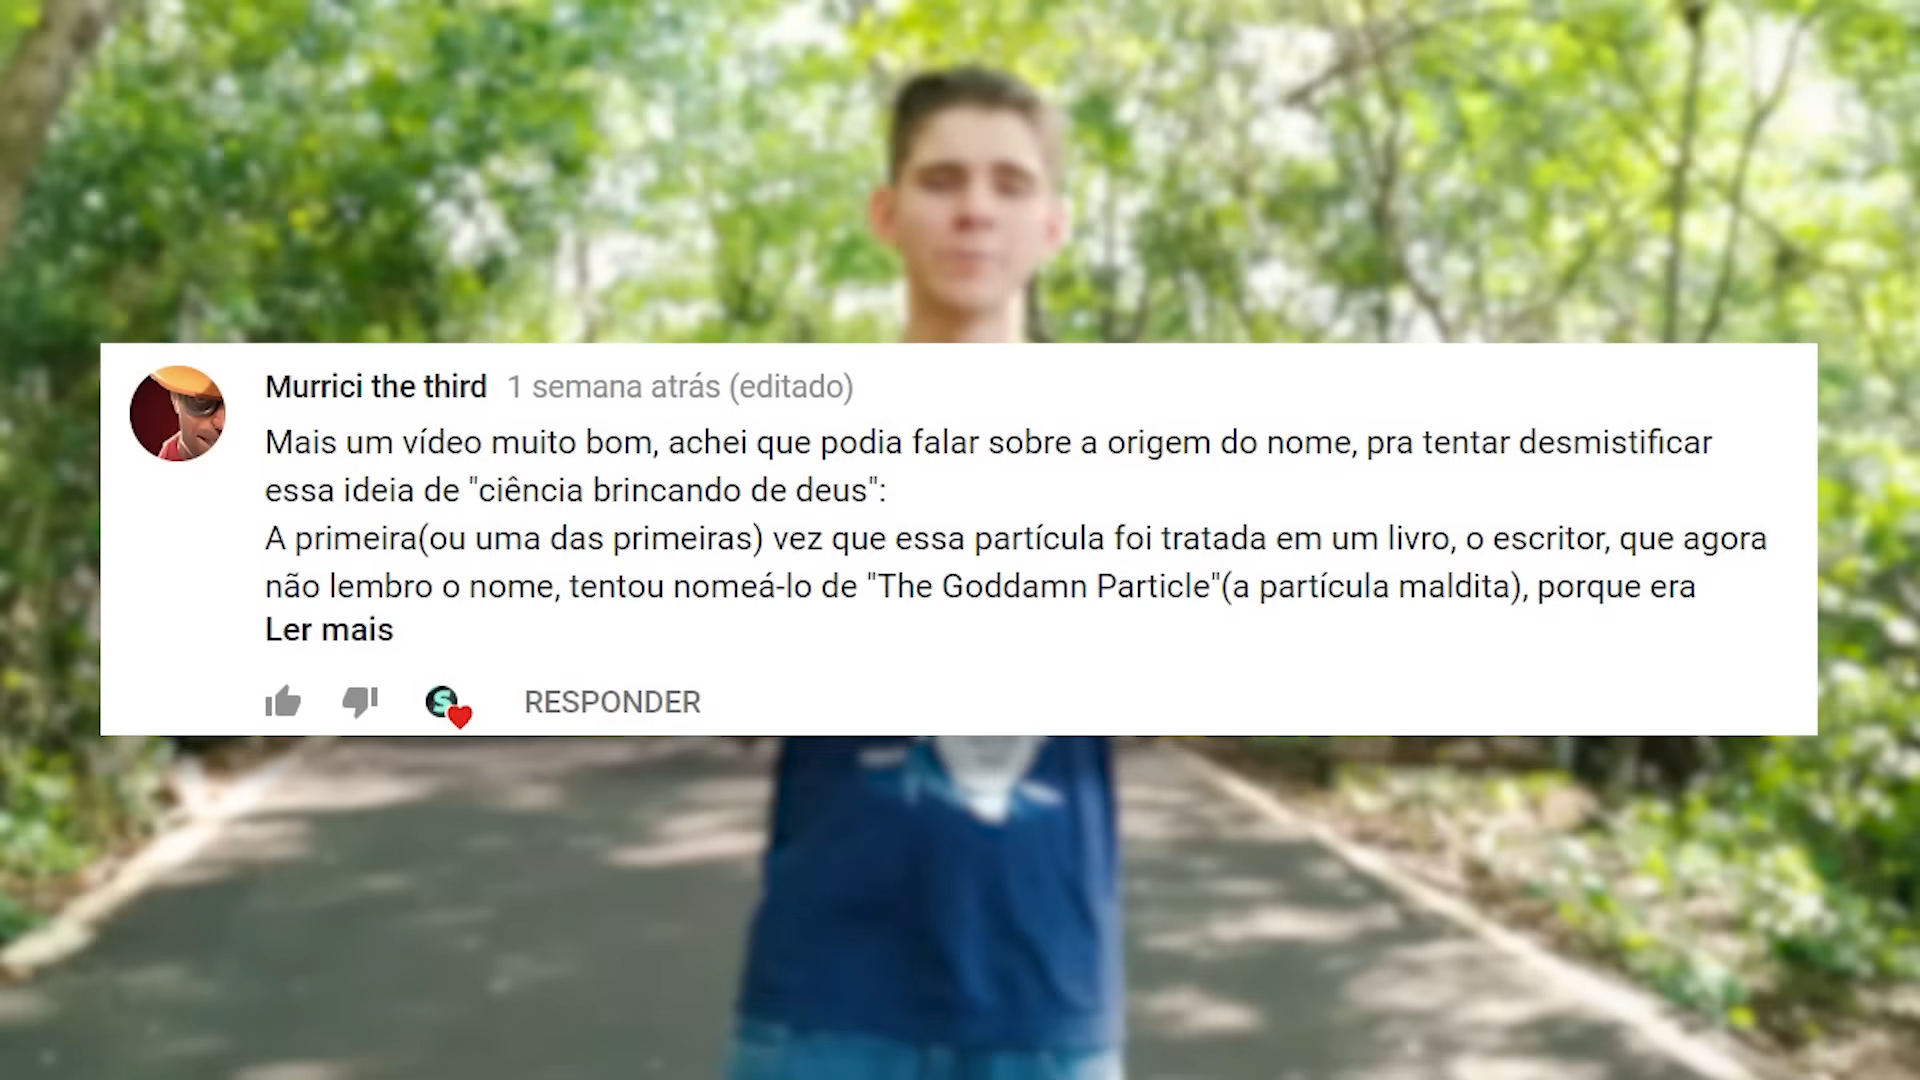 Murrici the third 1 semana atrás (editado)
Mais um vídeo muito bom, achei que podia falar sobre a origem do nome, pra tentar desmistificar
essa ideia de "ciência brincando de deus":
A primeira(ou uma das primeiras) vez que essa partícula foi tratada em um livro, o escritor, que agora
não lembro o nome, tentou nomeá-lo de "The Goddamn Particle"(a partícula maldita), porque era
Ler mais
S
RESPONDER